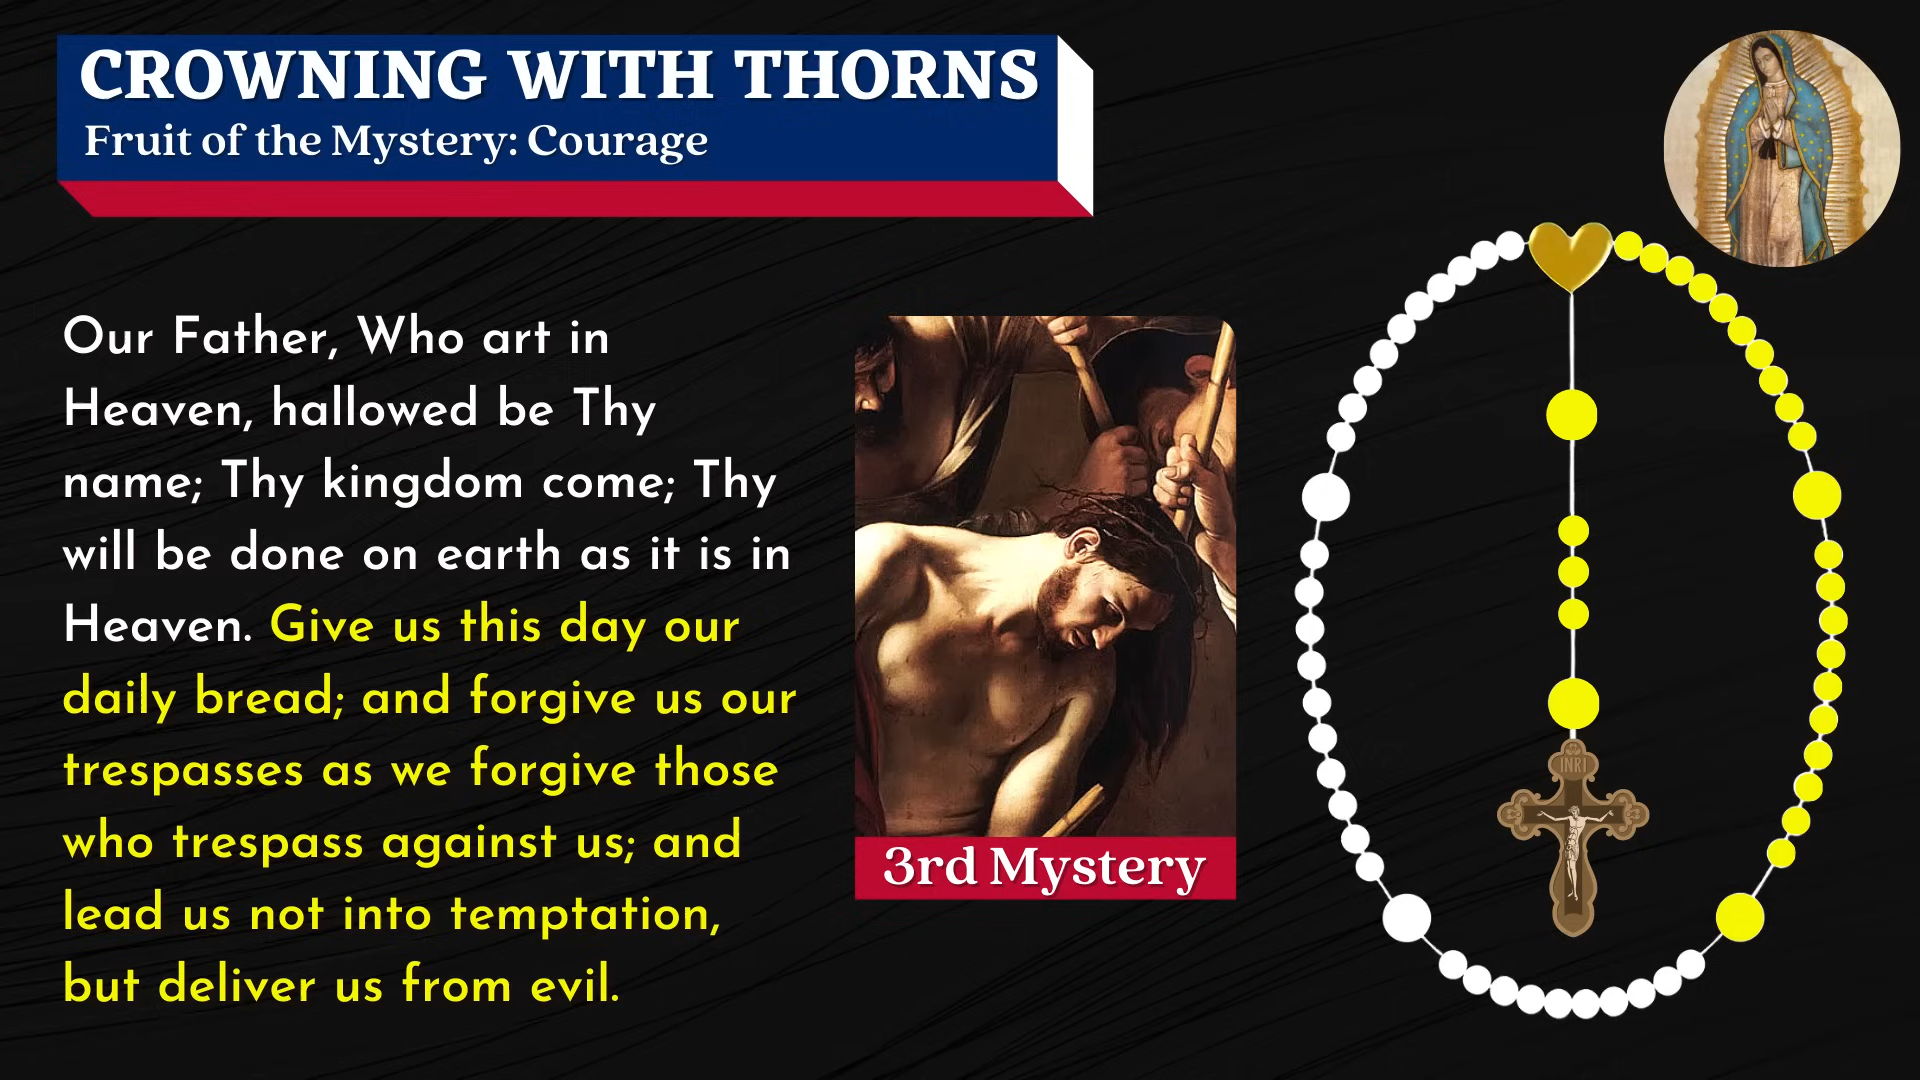 CROWNING WITH THORNS
Fruit of the Mystery: Courage
Our Father, Who art in
Heaven, hallowed be Thy
name; Thy kingdom come; Thy
will be done on earth as it is in
Heaven. Give us this day our
daily bread; and forgive us our
trespasses as we forgive those
who trespass against us; and
lead us not into temptation,
but deliver us from evil.
3rd Mystery
INRI